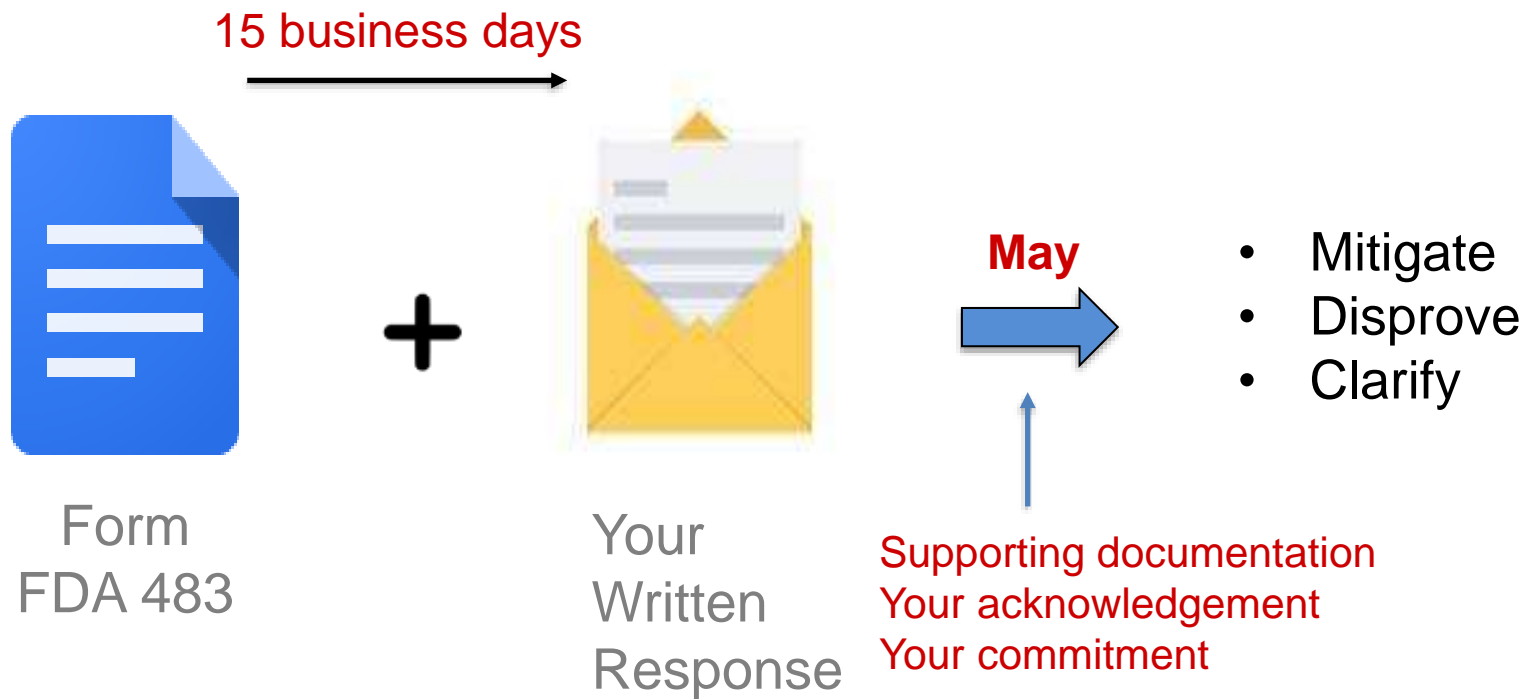 15 business days
Form
FDA 483
Your
Written
Response
May
Supporting documentation
Your acknowledgement
Your commitment
• Mitigate
• Disprove
• Clarify